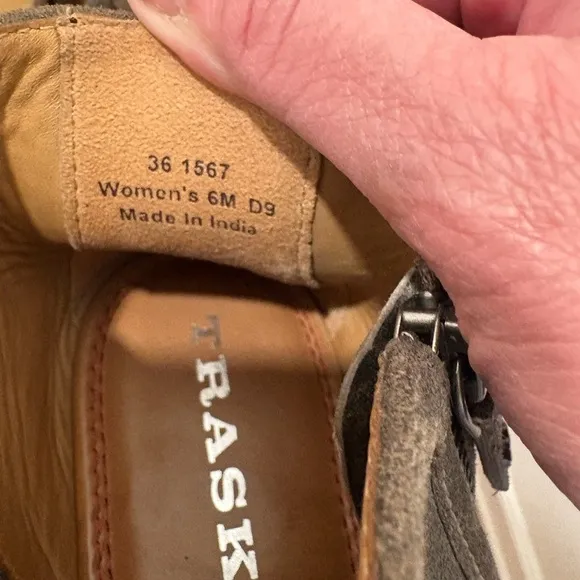 36 1567
Women's 6M D9
Made In India
TRASK